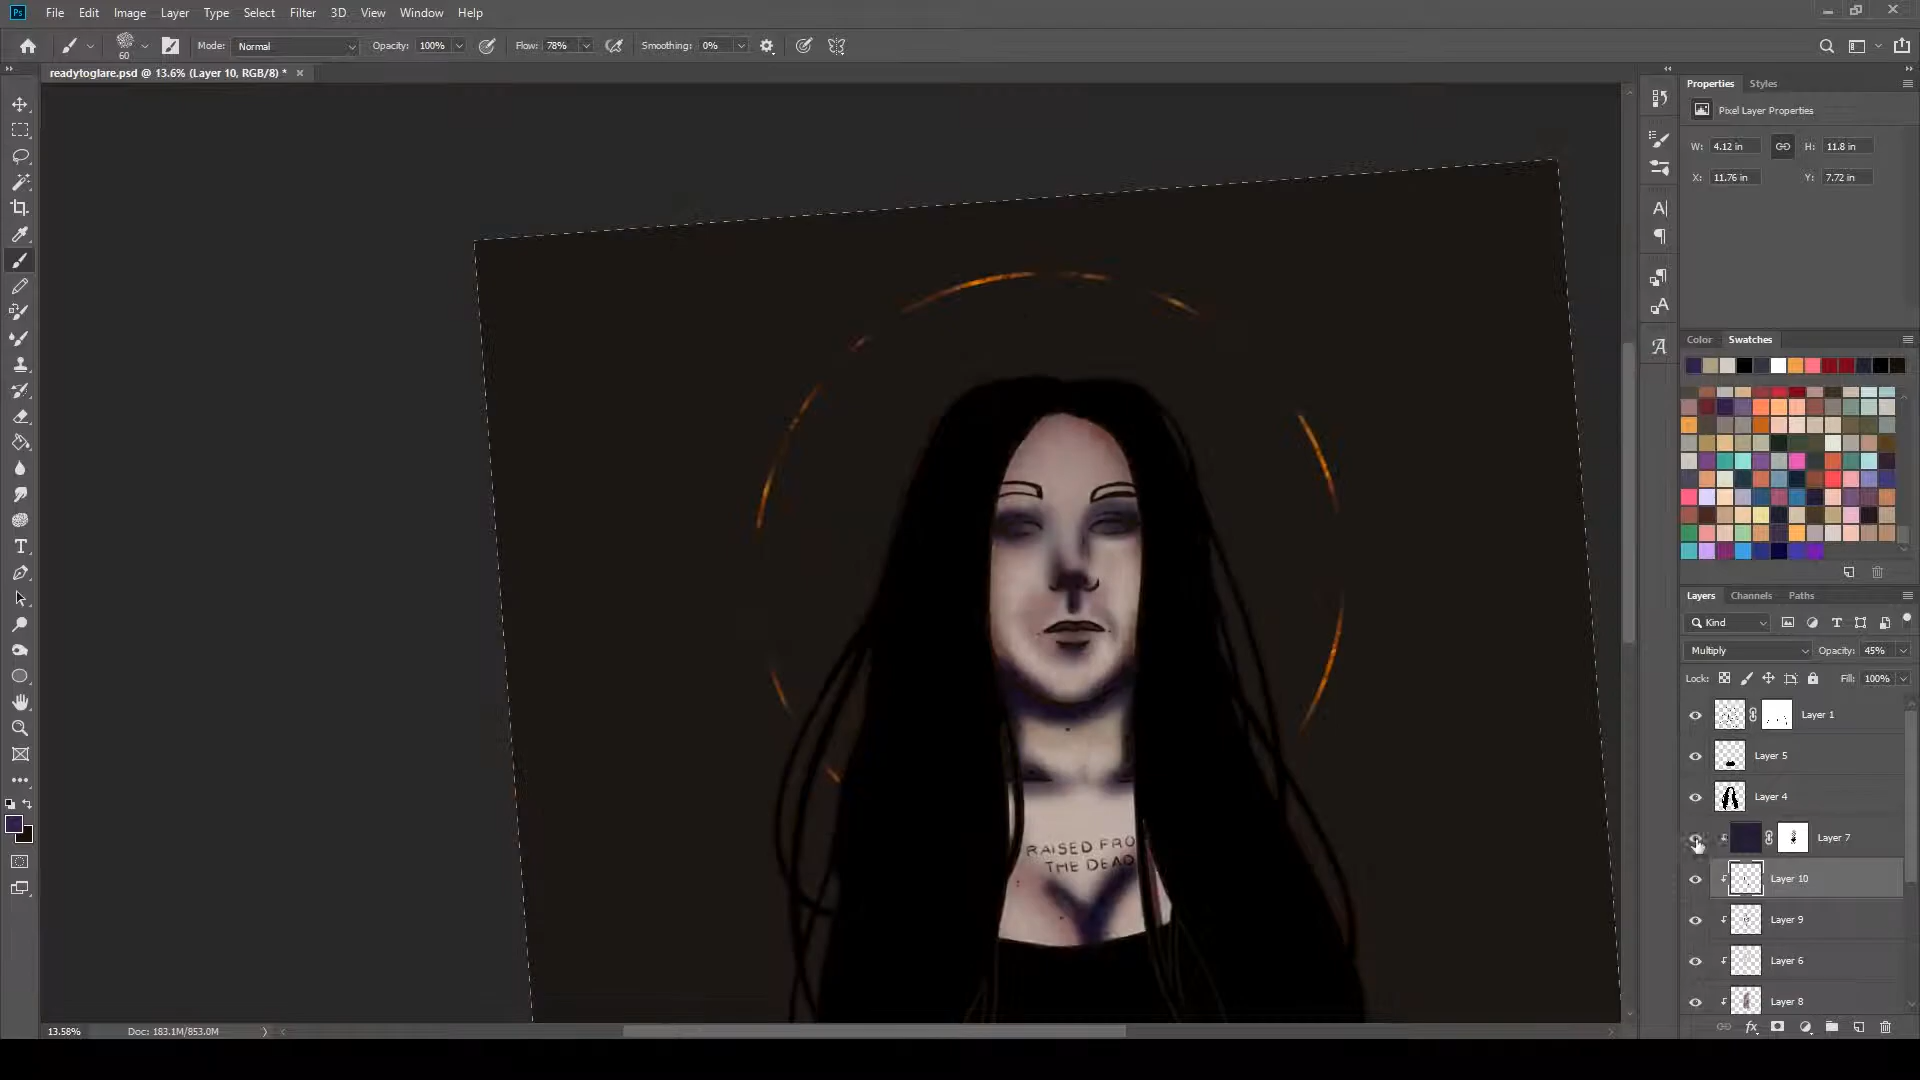 Ps File Edit Image Layer Type Select Filter 3D View Window Help
60 Mode: Normal Opacity: 100% Flow: 78% Smoothing: 0%
readytoglare.psd @ 13.6% (Layer 10, RGB/8) * ×
Properties Styles
Pixel Layer Properties
W: 4.12 in H: 11.8 in
X: 11.76 in Y: 7.72 in
Color Swatches
Layers Channels Paths
Kind
Multiply Opacity: 45%
Lock: Fill: 100%
Layer 1
Layer 5
Layer 4
Layer 7
Layer 10
Layer 9
Layer 6
Layer 8
RAISED FRO
THE DEAD
13.58% Doc: 183.1M/853.0M